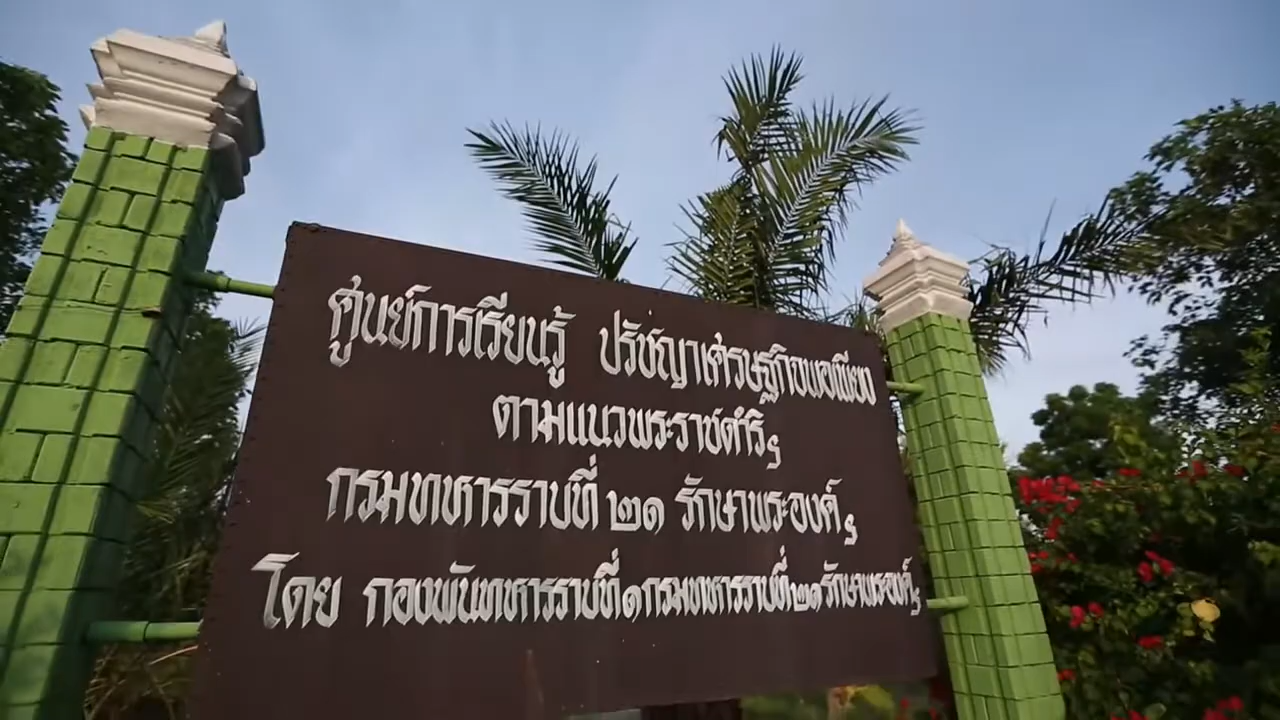 ศูนย์การเรียนรู้ ปรัชญาเศรษฐกิจพอเพียง
ตามแนวพระราชดำริฯ
กรมทหารราบที่ ๒๑ รักษาพระองค์ฯ
โดย กองพันทหารราบที่๑กรมทหารราบที่๒๑รักษาพระองค์ฯ